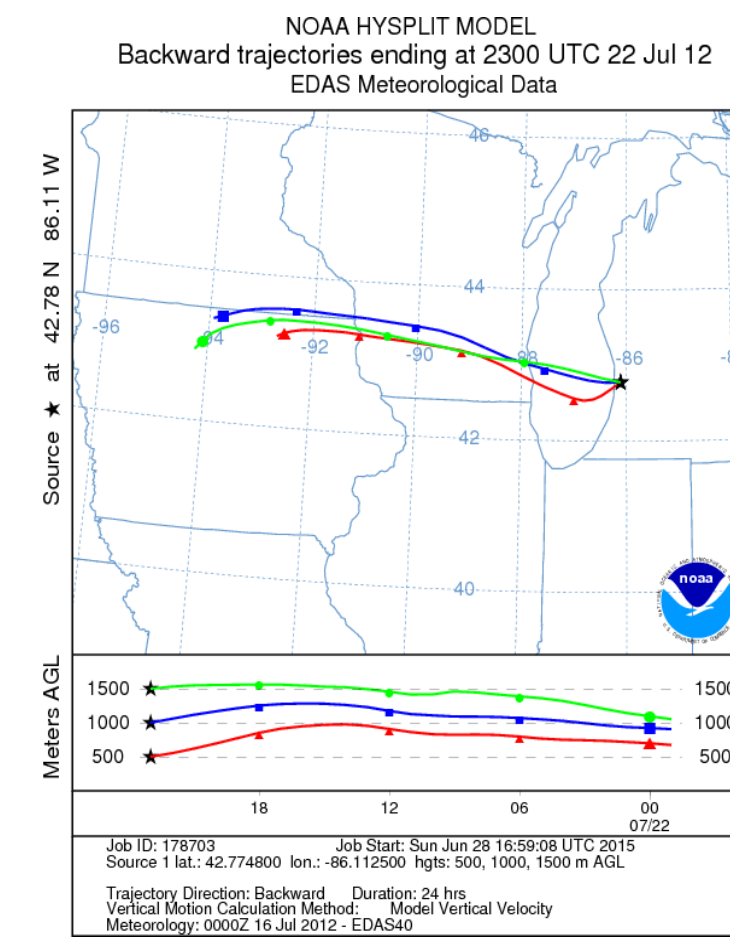 NOAA HYSPLIT MODEL
Backward trajectories ending at 2300 UTC 22 Jul 12
EDAS Meteorological Data
Source ★ at 42.78 N 86.11 W
46
44
-96
-94
-92
-90
-88
-86
42
40
noaa
Meters AGL
1500
1000
500
1500
1000
500
18 12 06 00
07/22
Job ID: 178703 Job Start: Sun Jun 28 16:59:08 UTC 2015
Source 1 lat.: 42.774800 lon.: -86.112500 hgts: 500, 1000, 1500 m AGL
Trajectory Direction: Backward Duration: 24 hrs
Vertical Motion Calculation Method: Model Vertical Velocity
Meteorology: 0000Z 16 Jul 2012 - EDAS40